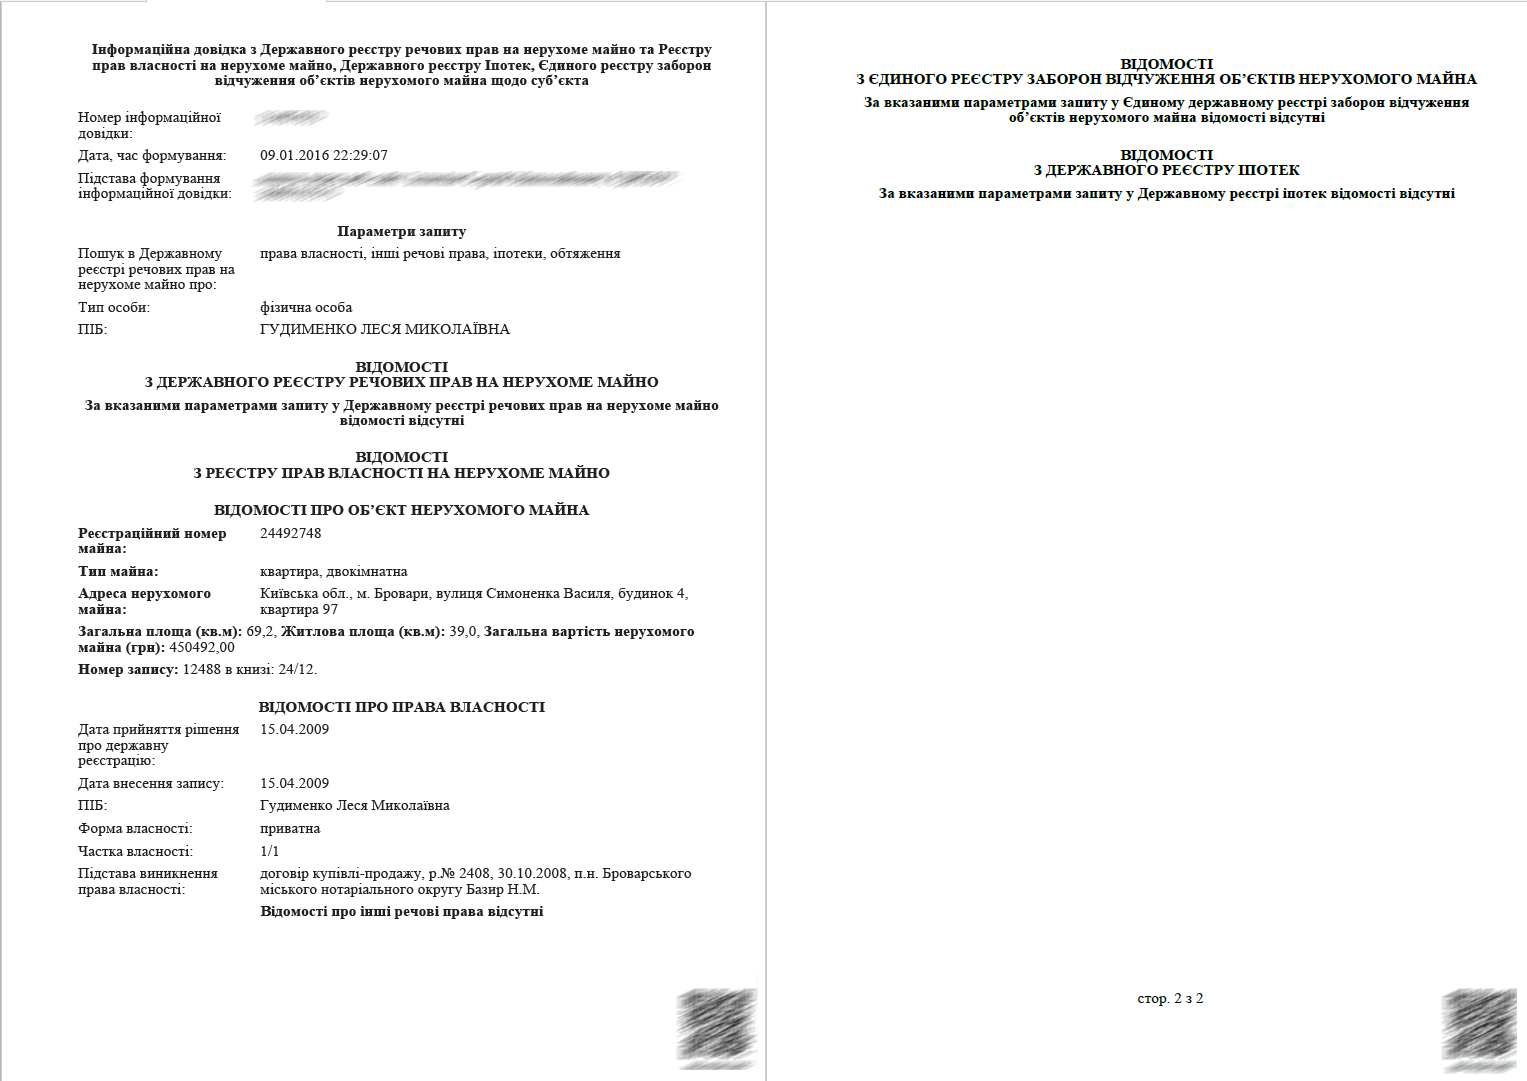 Інформаційна довідка з Державного реєстру речових прав на нерухоме майно та Реєстру
прав власності на нерухоме майно, Державного реєстру Іпотек, Єдиного реєстру заборон
відчуження об’єктів нерухомого майна щодо суб’єкта
Номер інформаційної
довідки:
Дата, час формування: 09.01.2016 22:29:07
Підстава формування
інформаційної довідки:
Параметри запиту
Пошук в Державному права власності, інші речові права, іпотеки, обтяження
реєстрі речових прав на
нерухоме майно про:
Тип особи: фізична особа
ПІБ: ГУДИМЕНКО ЛЕСЯ МИКОЛАЇВНА
ВІДОМОСТІ
З ДЕРЖАВНОГО РЕЄСТРУ РЕЧОВИХ ПРАВ НА НЕРУХОМЕ МАЙНО
За вказаними параметрами запиту у Державному реєстрі речових прав на нерухоме майно
відомості відсутні
ВІДОМОСТІ
З РЕЄСТРУ ПРАВ ВЛАСНОСТІ НА НЕРУХОМЕ МАЙНО
ВІДОМОСТІ ПРО ОБ’ЄКТ НЕРУХОМОГО МАЙНА
Реєстраційний номер 24492748
майна:
Тип майна: квартира, двокімнатна
Адреса нерухомого Київська обл., м. Бровари, вулиця Симоненка Василя, будинок 4,
майна: квартира 97
Загальна площа (кв.м): 69,2, Житлова площа (кв.м): 39,0, Загальна вартість нерухомого
майна (грн): 450492,00
Номер запису: 12488 в книзі: 24/12.
ВІДОМОСТІ ПРО ПРАВА ВЛАСНОСТІ
Дата прийняття рішення 15.04.2009
про державну
реєстрацію:
Дата внесення запису: 15.04.2009
ПІБ: Гудименко Леся Миколаївна
Форма власності: приватна
Частка власності: 1/1
Підстава виникнення договір купівлі-продажу, р.№ 2408, 30.10.2008, п.н. Броварського
права власності: міського нотаріального округу Базир Н.М.
Відомості про інші речові права відсутні
ВІДОМОСТІ
З ЄДИНОГО РЕЄСТРУ ЗАБОРОН ВІДЧУЖЕННЯ ОБ’ЄКТІВ НЕРУХОМОГО МАЙНА
За вказаними параметрами запиту у Єдиному державному реєстрі заборон відчуження
об’єктів нерухомого майна відомості відсутні
ВІДОМОСТІ
З ДЕРЖАВНОГО РЕЄСТРУ ІПОТЕК
За вказаними параметрами запиту у Державному реєстрі іпотек відомості відсутні
стор. 2 з 2